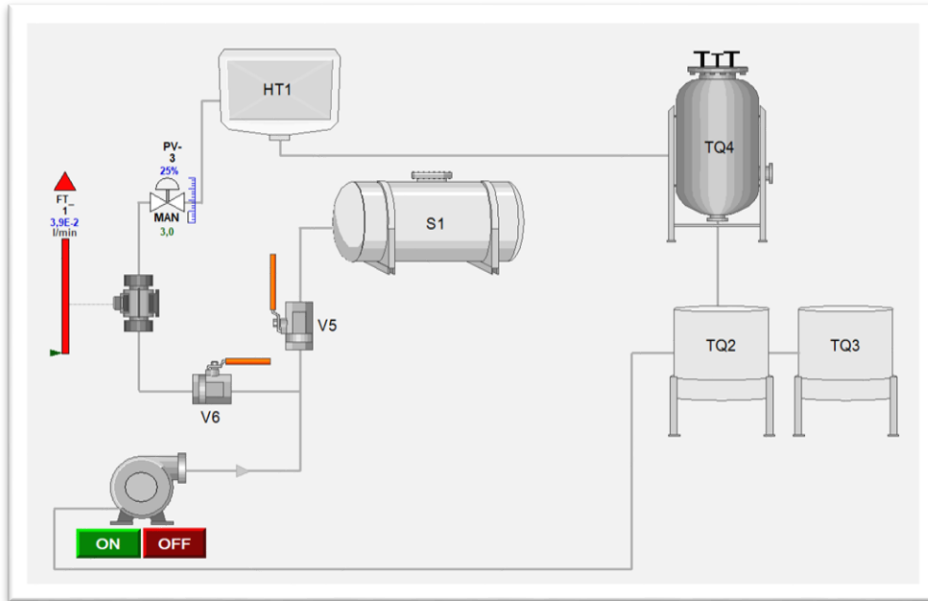 HT1
PV-
3
25%
MAN
3,0
FT_
1
3,9E-2
l/min
TQ4
S1
V5
V6
TQ2
TQ3
ON
OFF